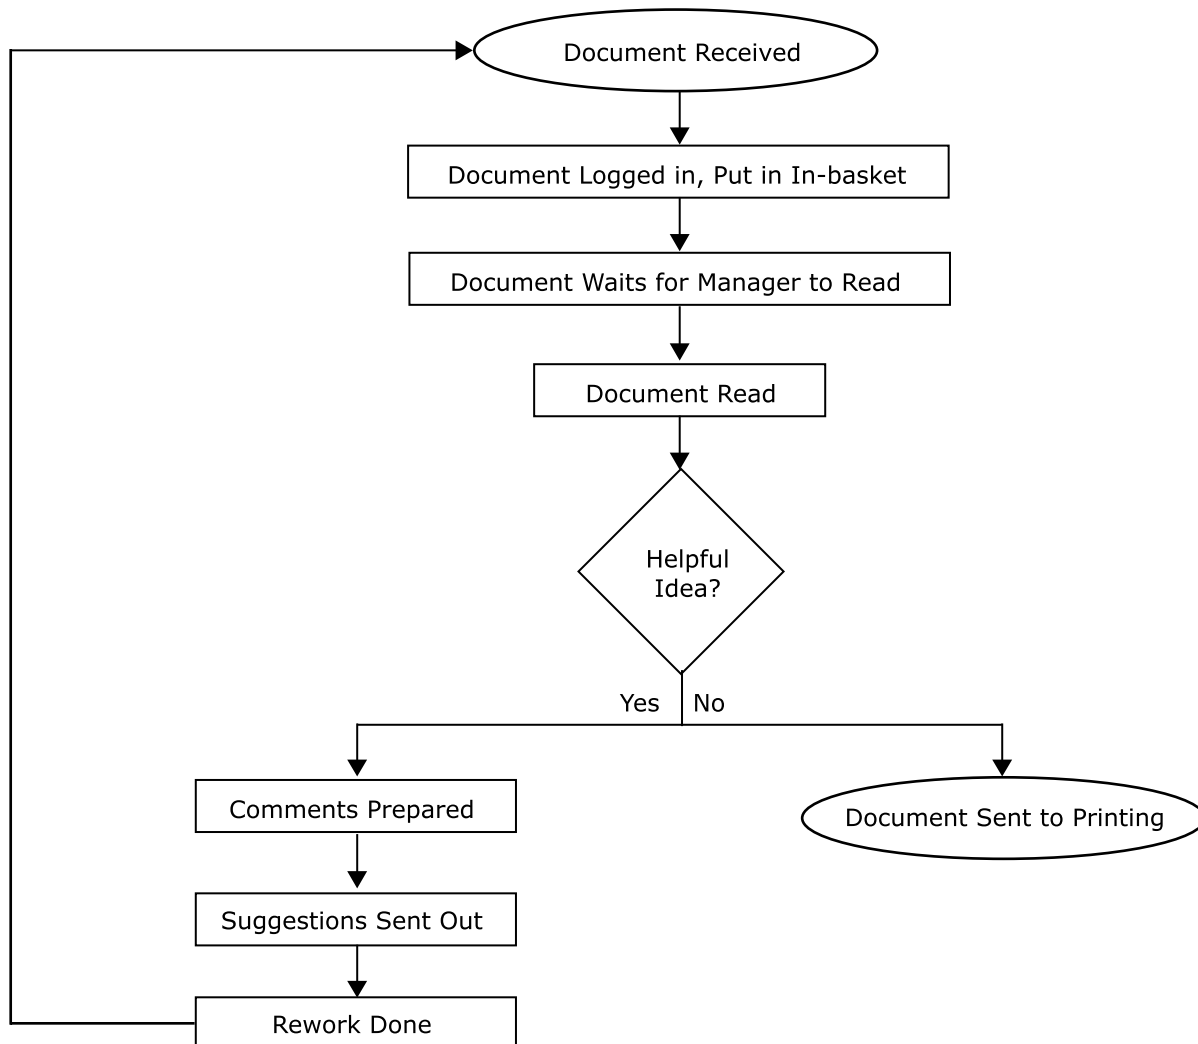 Document Received
Document Logged in, Put in In-basket
Document Waits for Manager to Read
Document Read
Helpful
Idea?
Yes
No
Comments Prepared
Document Sent to Printing
Suggestions Sent Out
Rework Done